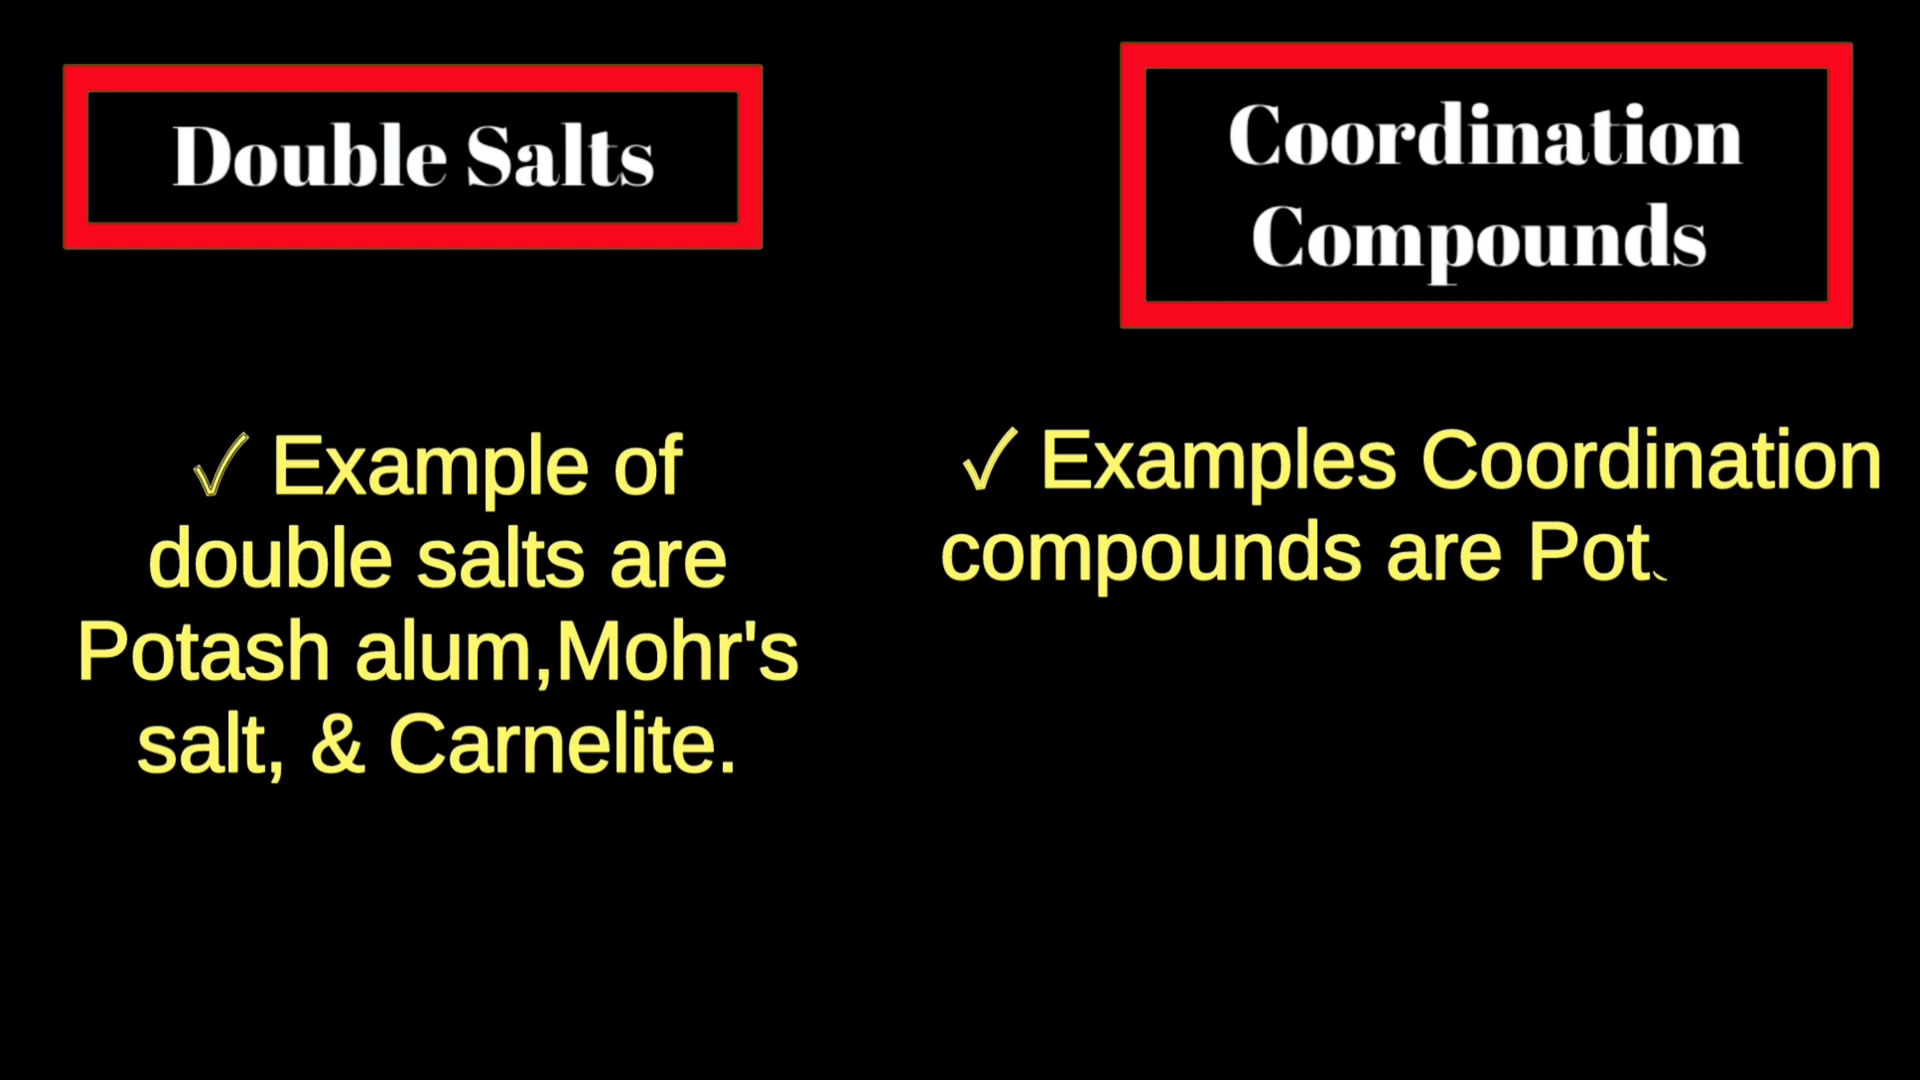 Double Salts
Coordination
Compounds
✓ Example of
double salts are
Potash alum,Mohr's
salt, & Carnelite.
✓ Examples Coordination
compounds are Pot